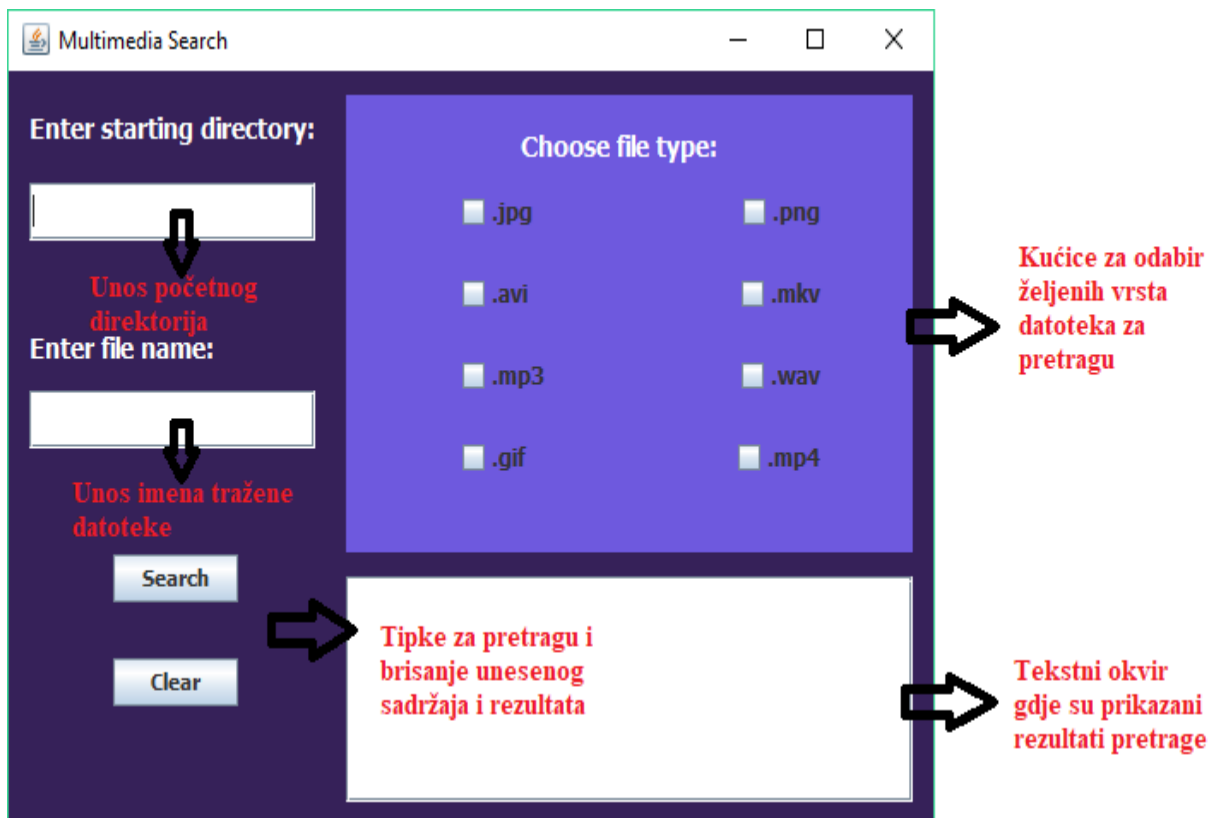 Multimedia Search
Enter starting directory:
Unos početnog
direktorija
Enter file name:
Unos imena tražene
datoteke
Search
Clear
Choose file type:
.jpg
.png
.avi
.mkv
.mp3
.wav
.gif
.mp4
Tipke za pretragu i
brisanje unesenog
sadržaja i rezultata
Kućice za odabir
željenih vrsta
datoteka za
pretragu
Tekstni okvir
gdje su prikazani
rezultati pretrage